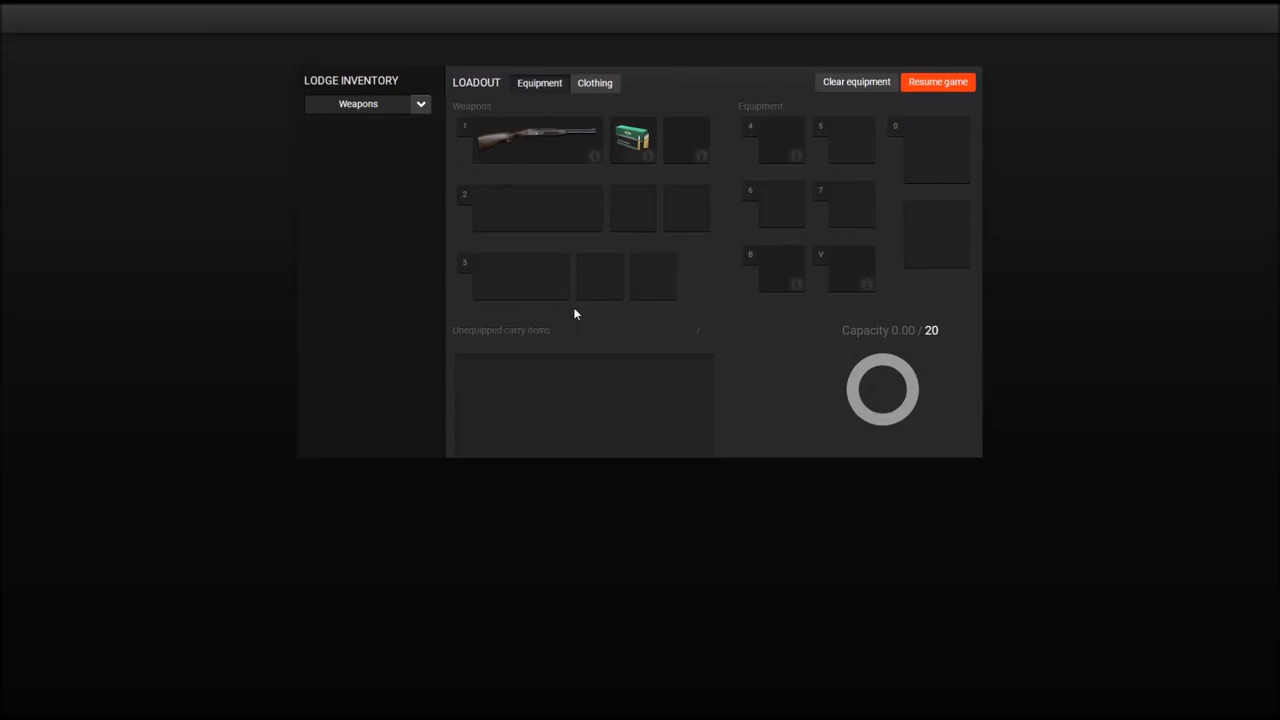 LODGE INVENTORY
Weapons
LOADOUT Equipment Clothing Clear equipment Resume game
Weapons
1
2
3
Equipment
4 5 0
6 7
B V
Unequipped carry items /
Capacity 0.00 / 20